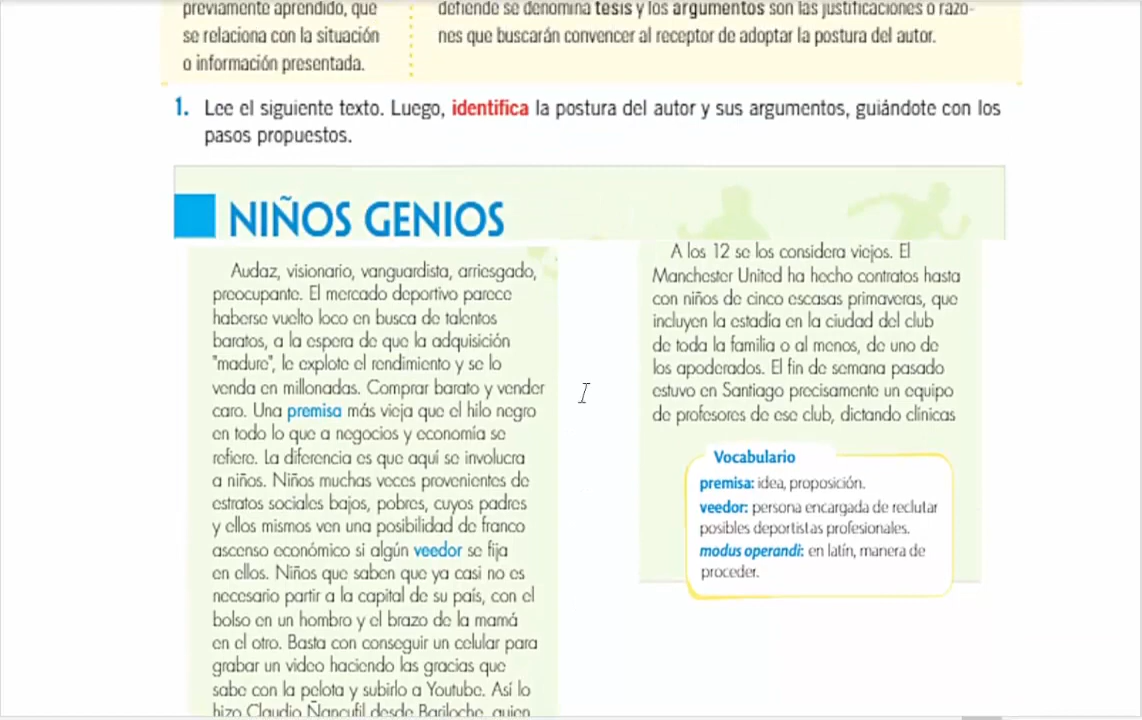 previamente aprendido, que
se relaciona con la situación
o información presentada.
defiende se denomina tesis y los argumentos son las justificaciones o razo-
nes que buscarán convencer al receptor de adoptar la postura del autor.
1. Lee el siguiente texto. Luego, identifica la postura del autor y sus argumentos, guiándote con los
pasos propuestos.
NIÑOS GENIOS
Audaz, visionario, vanguardista, arriesgado,
preocupante. El mercado deportivo parece
haberse vuelto loco en busca de talentos
baratos, a la espera de que la adquisición
"madure", le explote el rendimiento y se lo
venda en millonadas. Comprar barato y vender
caro. Una premisa más vieja que el hilo negro
en todo lo que a negocios y economía se
refiere. La diferencia es que aquí se involucra
a niños. Niños muchas veces provenientes de
estratos sociales bajos, pobres, cuyos padres
y ellos mismos ven una posibilidad de franco
ascenso económico si algún veedor se fija
en ellos. Niños que saben que ya casi no es
necesario partir a la capital de su país, con el
bolso en un hombro y el brazo de la mamá
en el otro. Basta con conseguir un celular para
grabar un video haciendo las gracias que
sabe con la pelota y subirlo a Youtube. Así lo
hizo Claudio Ñancufil desde Bariloche, quien
A los 12 se los considera viejos. El
Manchester United ha hecho contratos hasta
con niños de cinco escasas primaveras, que
incluyen la estadía en la ciudad del club
de toda la familia o al menos, de uno de
los apoderados. El fin de semana pasado
estuvo en Santiago precisamente un equipo
de profesores de ese club, dictando clínicas
Vocabulario
premisa: idea, proposición.
veedor: persona encargada de reclutar
posibles deportistas profesionales.
modus operandi: en latín, manera de
proceder.